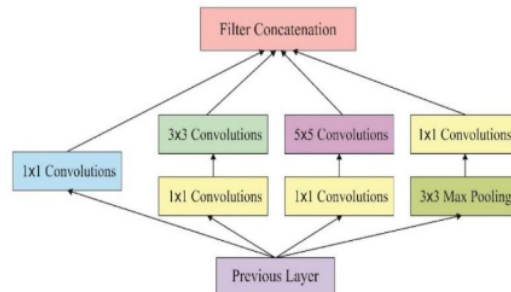 Filter Concatenation
3x3 Convolutions
5x5 Convolutions
1x1 Convolutions
1x1 Convolutions
1x1 Convolutions
1x1 Convolutions
3x3 Max Pooling
Previous Layer